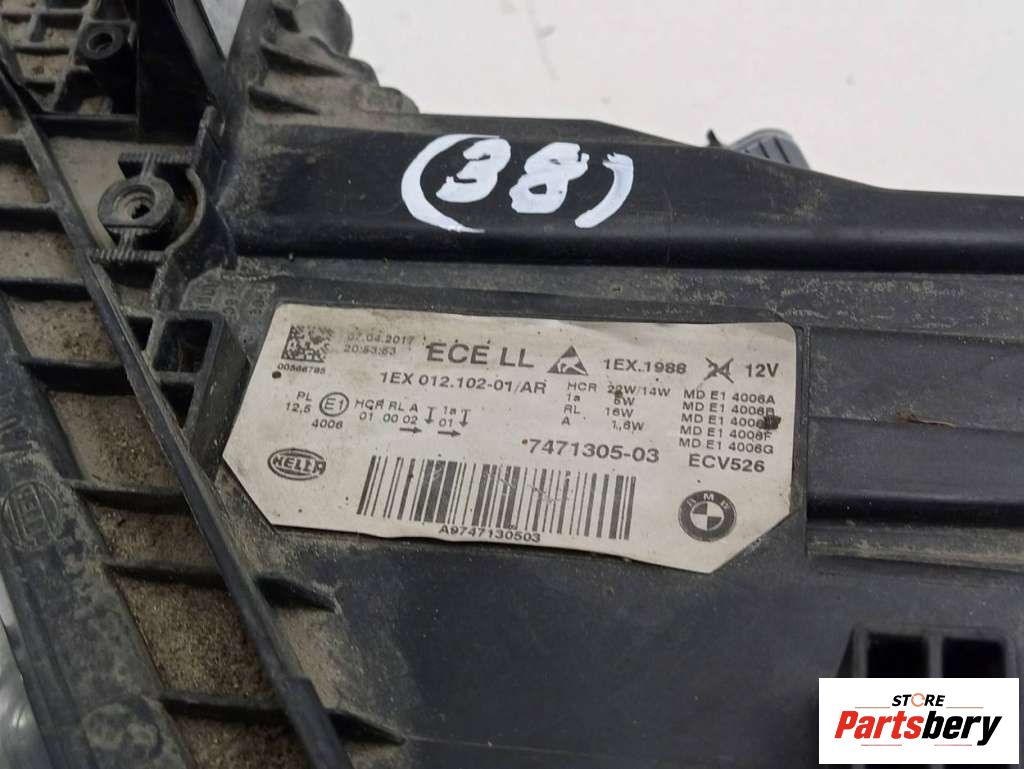 (38)
07.04.2017
20:53:53
00566785
ECE LL
1EX.1988
12V
1EX 012.102-01/AR
HCR 22W/14W
1a 5W
RL 16W
A 1,6W
MD E1 4006A
MD E1 4006B
MD E1 4006
MD E1 4006F
MD E1 4006G
PL
12,5
E1
4006
HCR RL A 1a
01 00 02 01
7471305-03
ECV526
HELLA
A9747130503
BMW
STORE
Partsbery